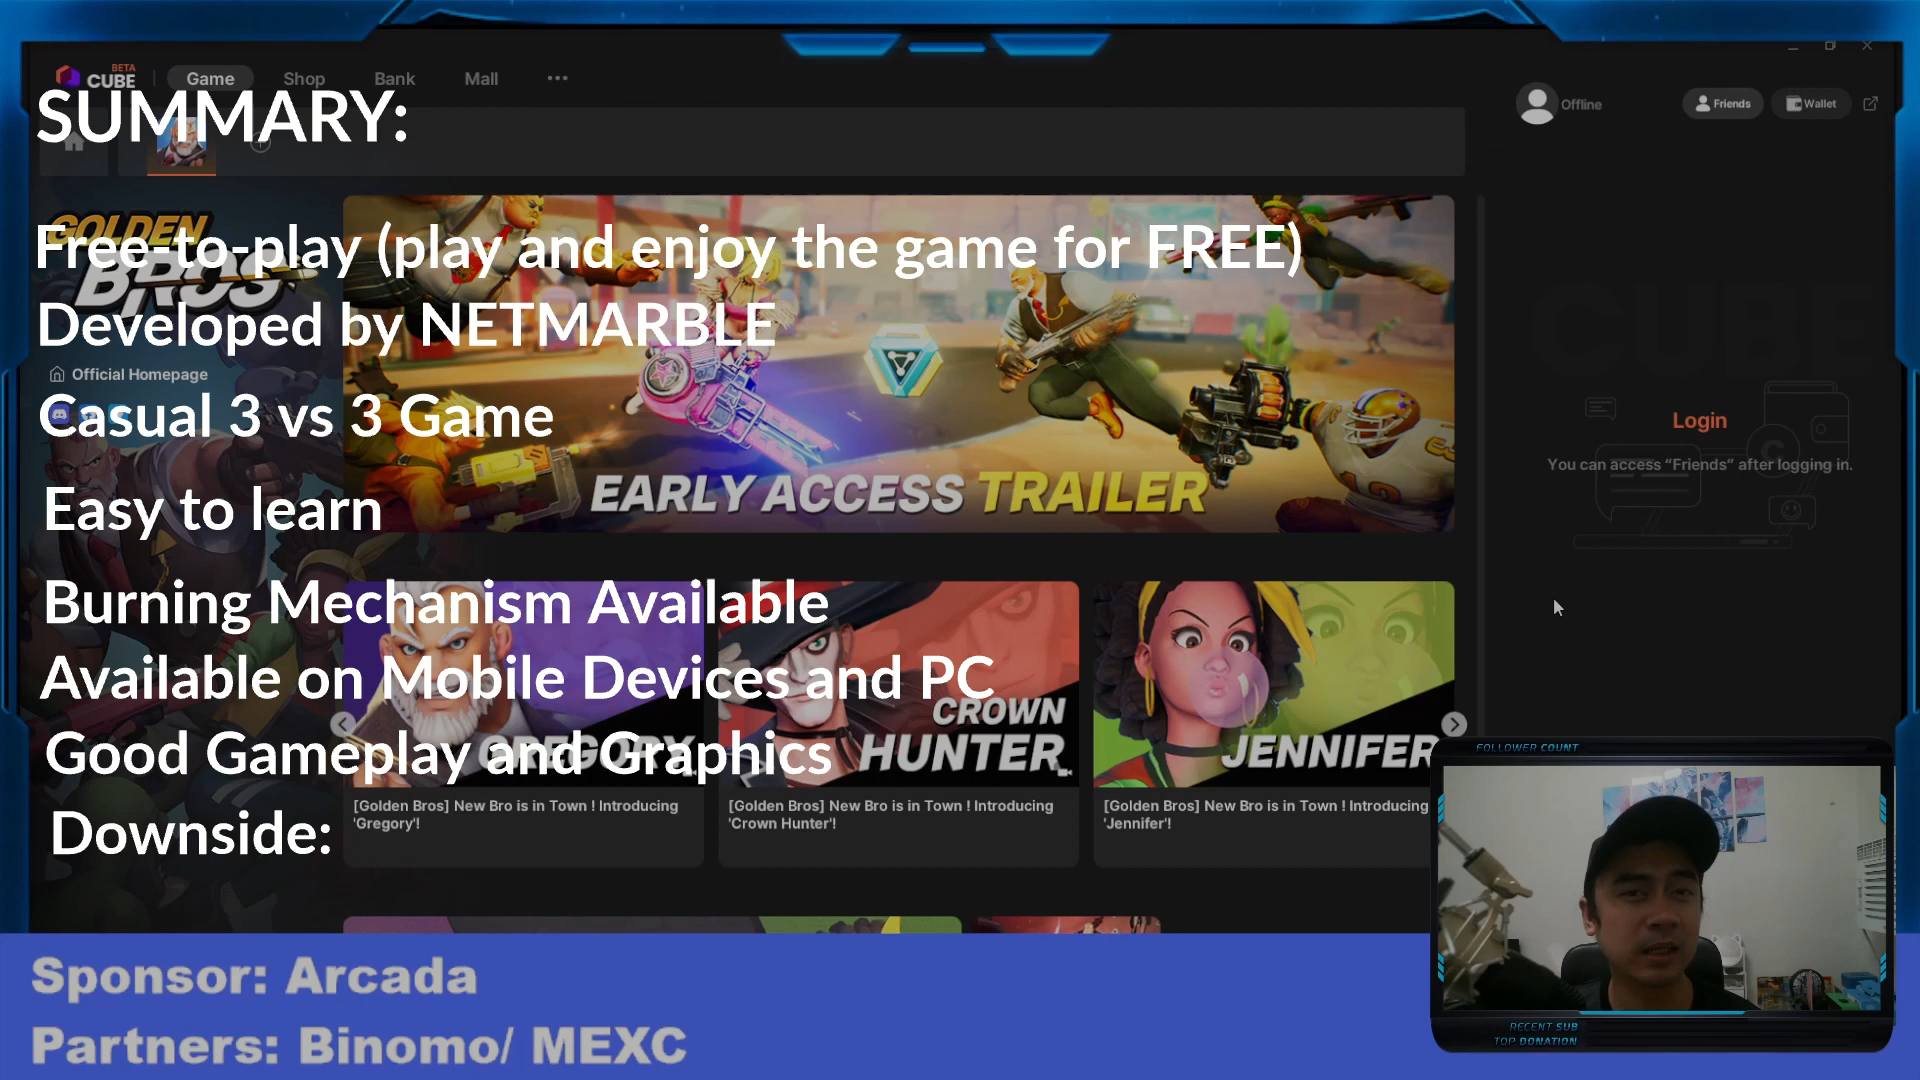 BETA
CUBE
Game
Shop
Bank
Mall
Offline
Friends
Wallet
SUMMARY:
GOLDEN
BROS
Free-to-play (play and enjoy the game for FREE)
Developed by NETMARBLE
Official Homepage
Casual 3 vs 3 Game
Easy to learn
EARLY ACCESS TRAILER
CUBE
Login
You can access “Friends” after logging in.
Burning Mechanism Available
Available on Mobile Devices and PC
Good Gameplay and Graphics
GREGORY
CROWN
HUNTER
JENNIFER
[Golden Bros] New Bro is in Town ! Introducing
'Gregory'!
[Golden Bros] New Bro is in Town ! Introducing
'Crown Hunter'!
[Golden Bros] New Bro is in Town ! Introducing
'Jennifer'!
Downside:
FOLLOWER COUNT
RECENT SUB
TOP DONATION
Sponsor: Arcada
Partners: Binomo/ MEXC